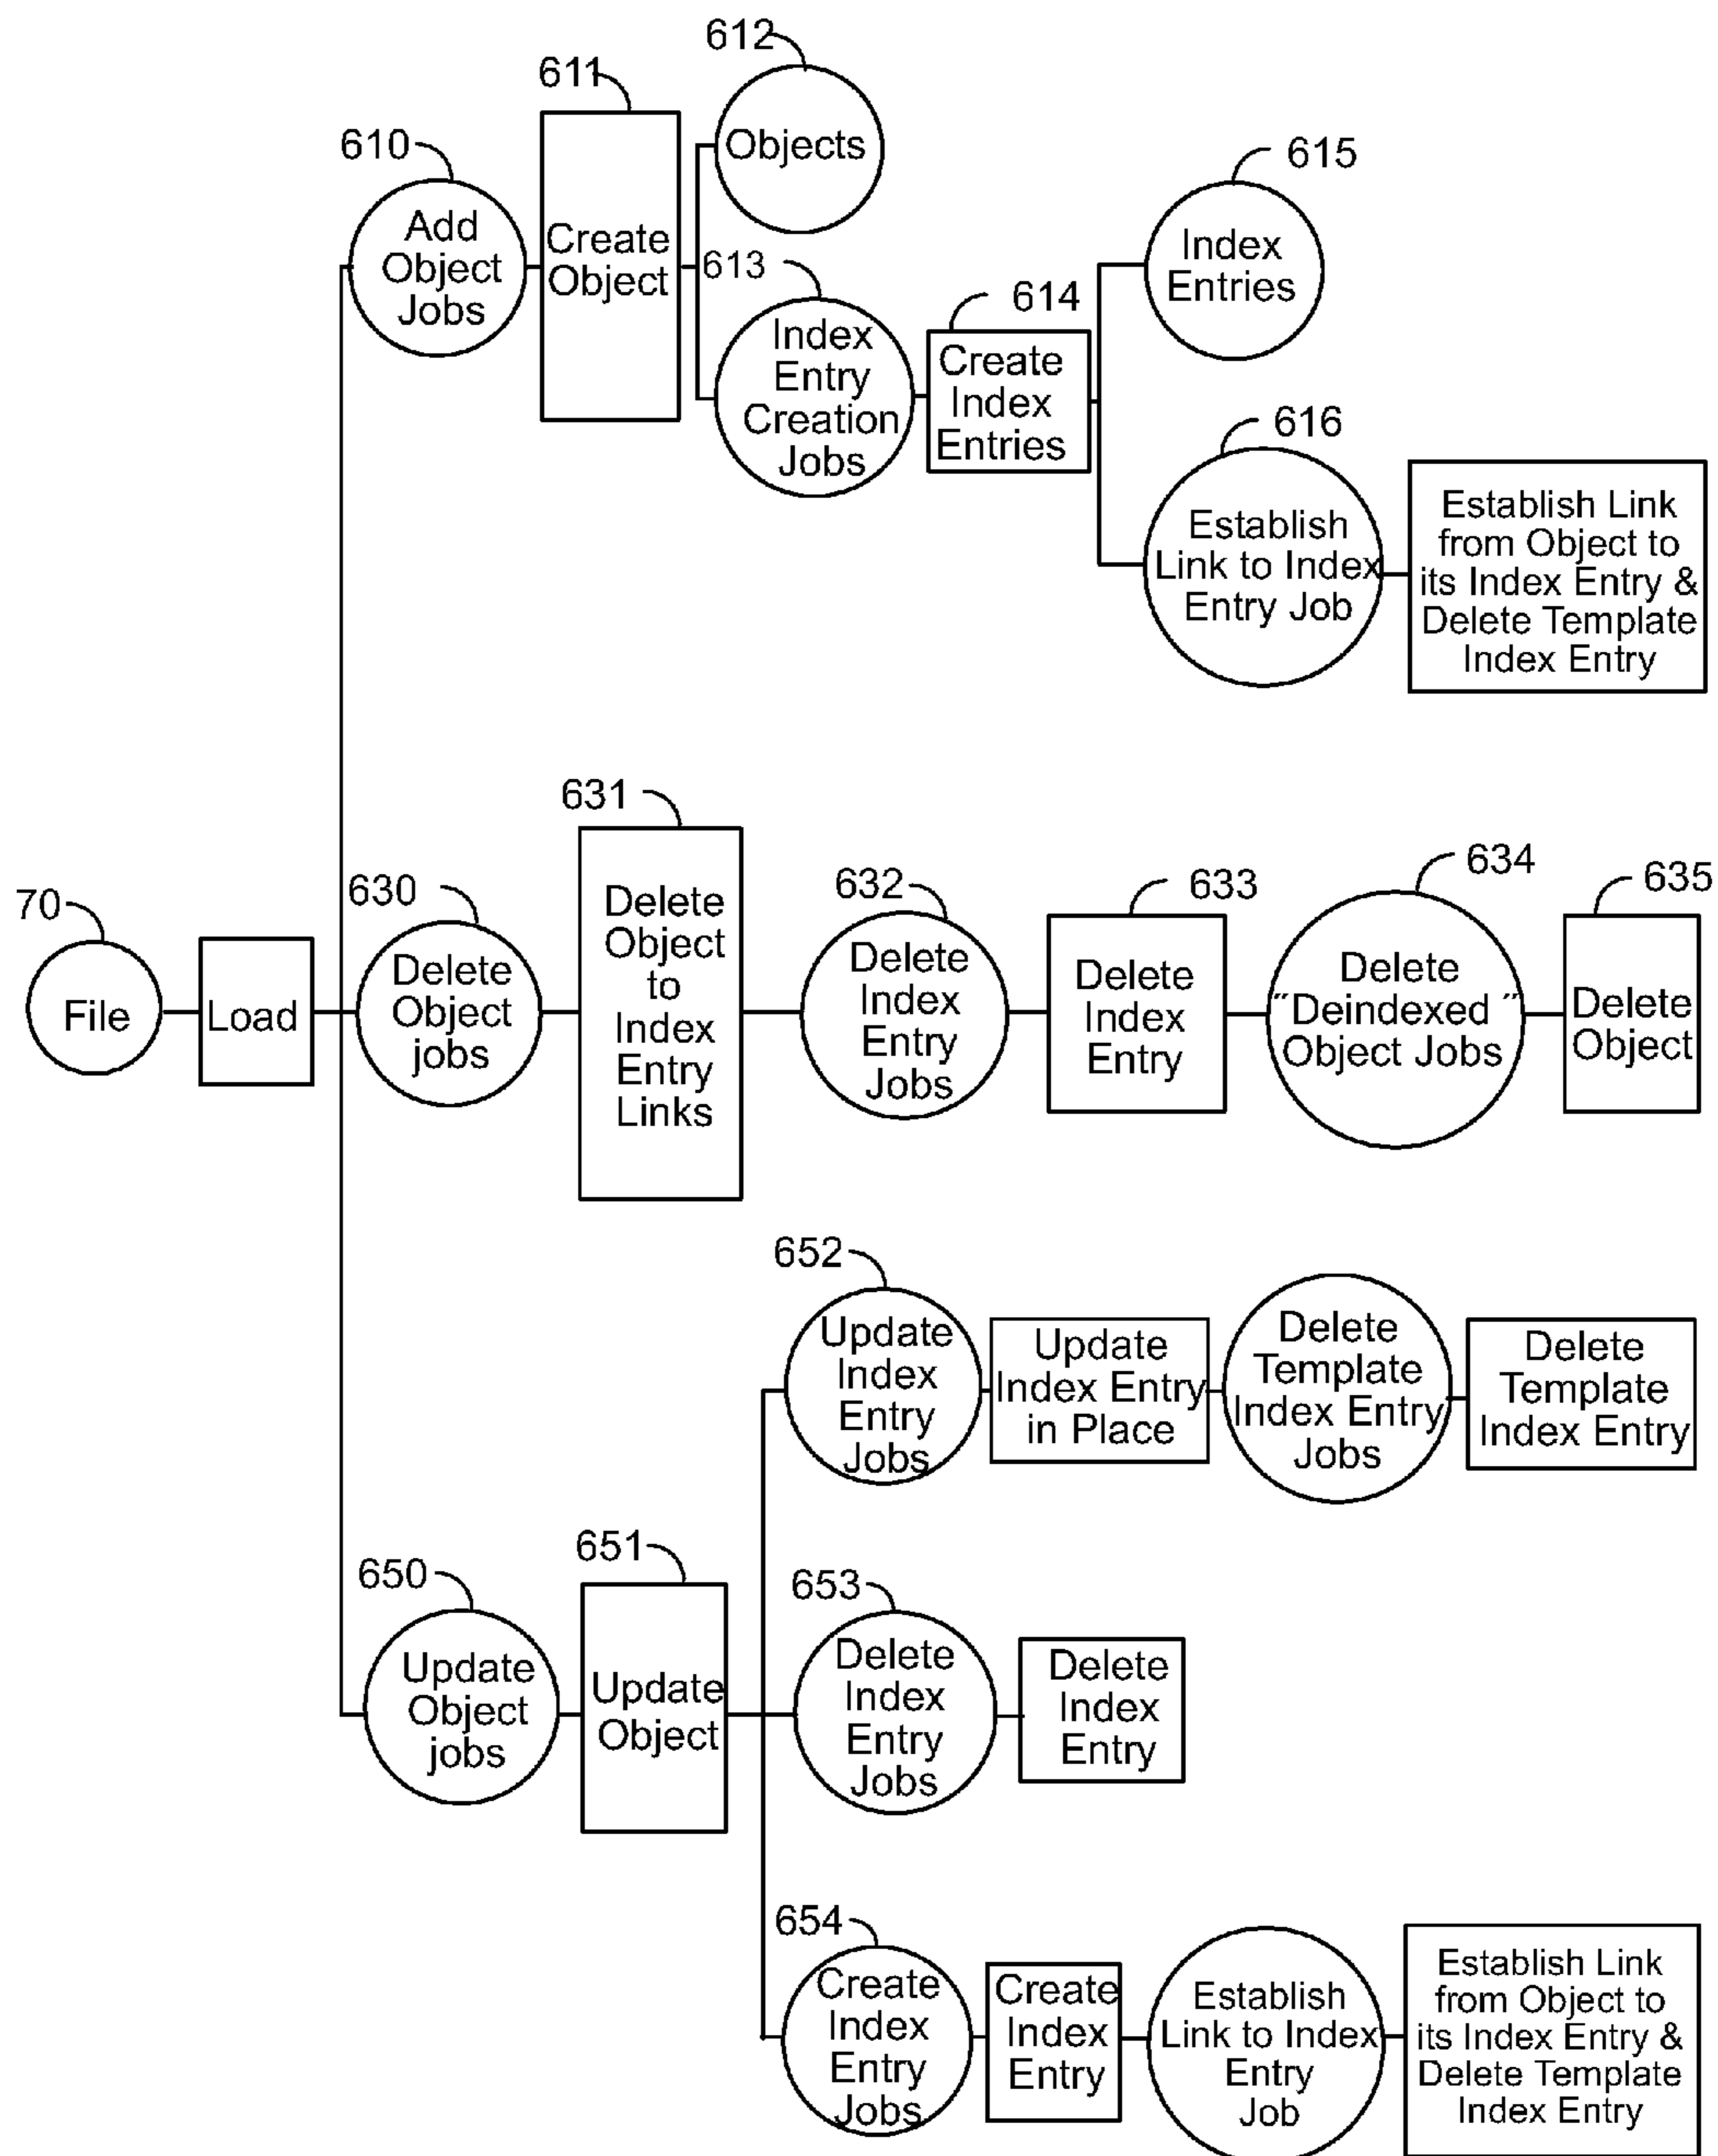 612
611
Objects
610
615
Add
Object
Jobs
Create
Object
Index
Entries
613
614
Index
Entry
Creation
Jobs
Create
Index
Entries
616
Establish
Link to Index
Entry Job
Establish Link
from Object to
its Index Entry &
Delete Template
Index Entry
631
70
File
Load
630
Delete
Object
jobs
Delete
Object
to
Index
Entry
Links
632
Delete
Index
Entry
Jobs
633
Delete
Index
Entry
634
Delete
"Deindexed "
Object Jobs
635
Delete
Object
652
Update
Index
Entry
Jobs
Update
Index Entry
in Place
Delete
Template
Index Entry
Jobs
Delete
Template
Index Entry
650
Update
Object
jobs
651
Update
Object
653
Delete
Index
Entry
Jobs
Delete
Index
Entry
654
Create
Index
Entry
Jobs
Create
Index
Entry
Establish
Link to Index
Entry
Job
Establish Link
from Object to
its Index Entry &
Delete Template
Index Entry